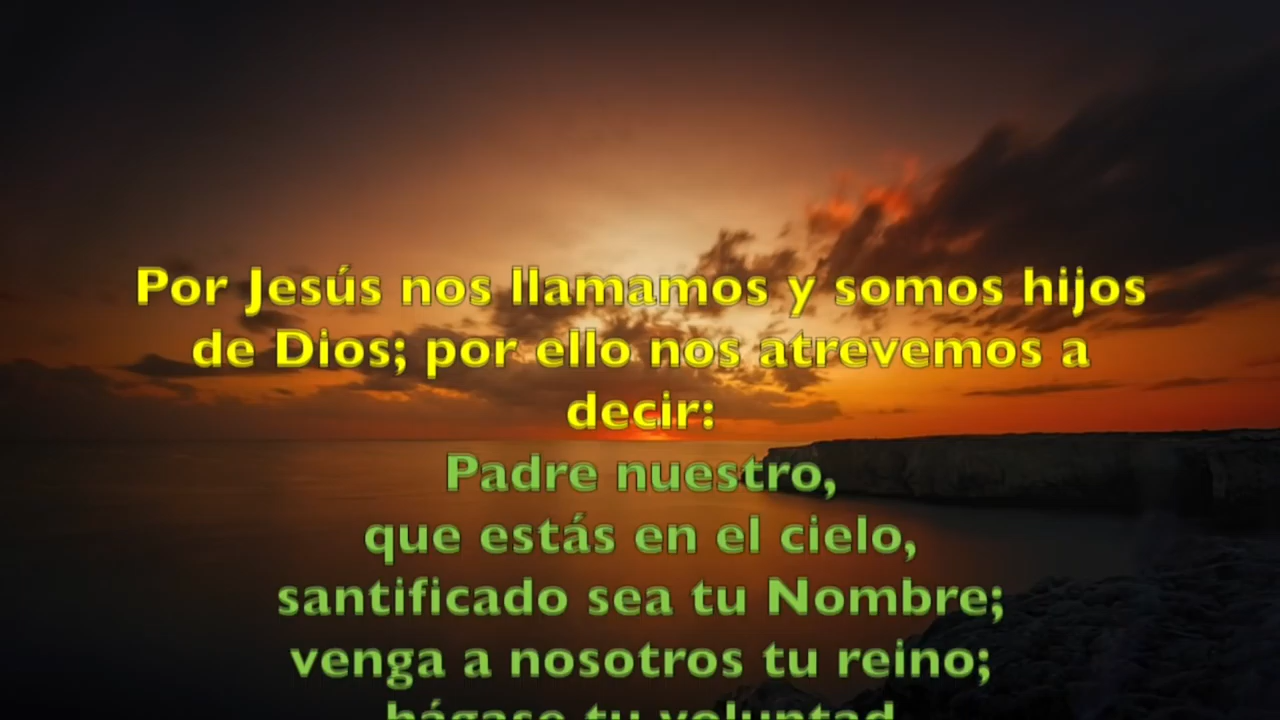 Por Jesús nos llamamos y somos hijos
de Dios; por ello nos atrevemos a
decir:
Padre nuestro,
que estás en el cielo,
santificado sea tu Nombre;
venga a nosotros tu reino;
hágase tu voluntad